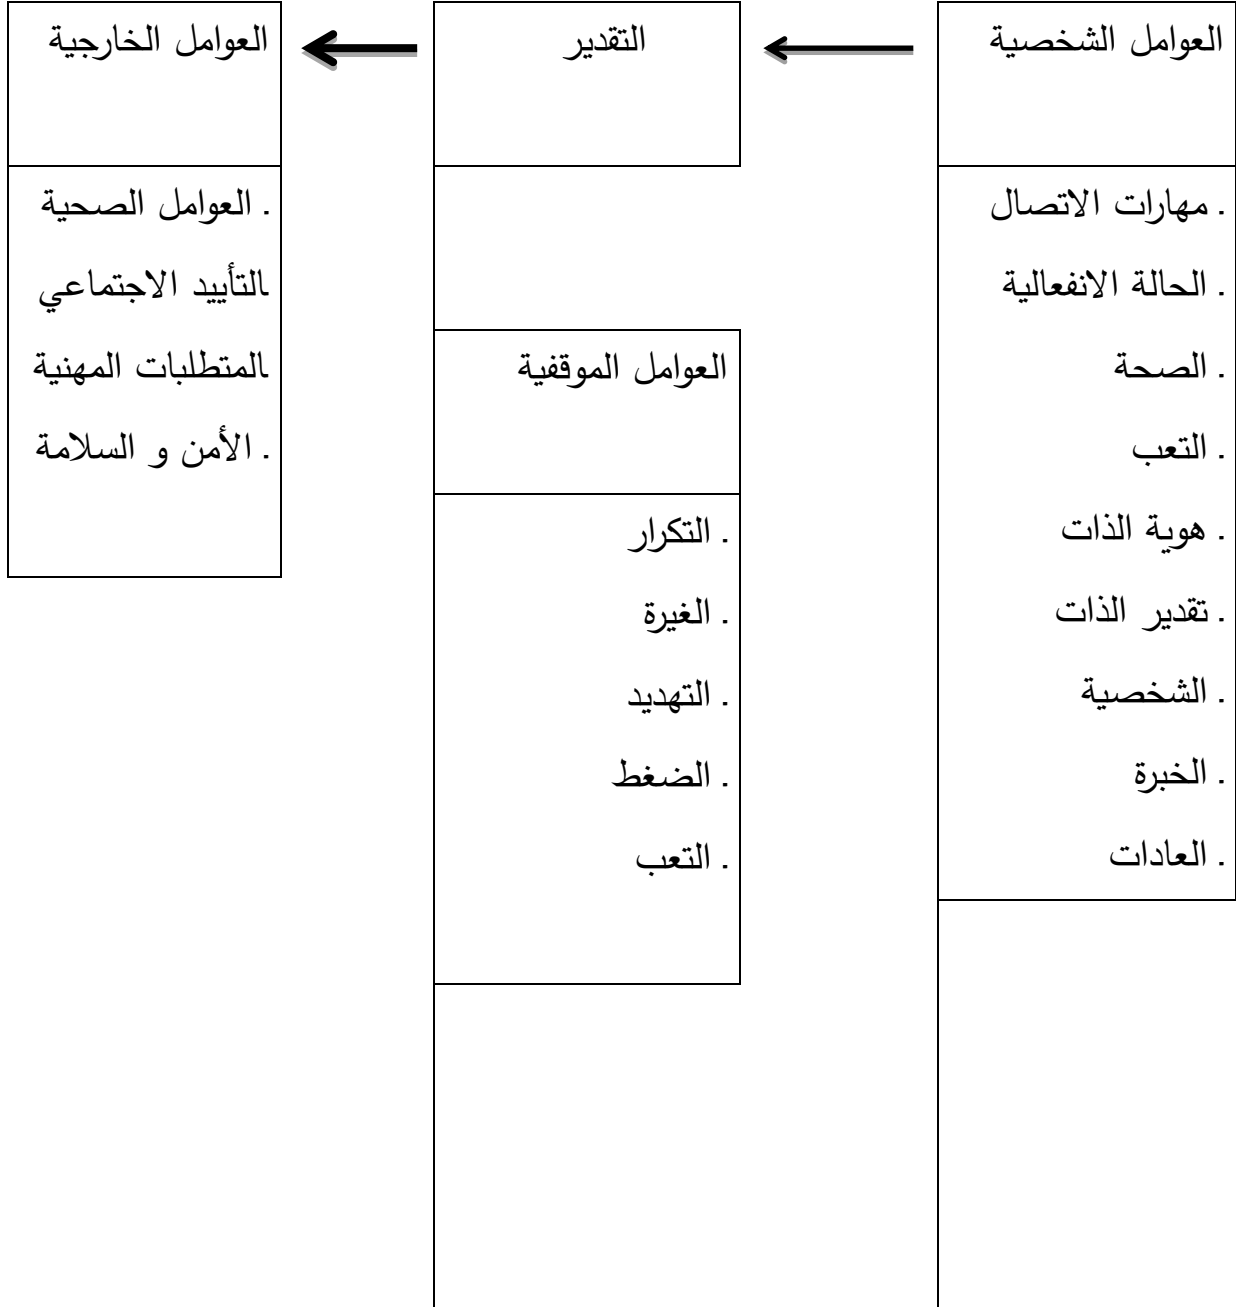 العوامل الشخصية
. مهارات الاتصال
. الحالة الانفعالية
. الصحة
. التعب
. هوية الذات
. تقدير الذات
. الشخصية
. الخبرة
. العادات
التقدير
العوامل الموقفية
. التكرار
. الغيرة
. التهديد
. الضغط
. التعب
العوامل الخارجية
. العوامل الصحية
.التأييد الاجتماعي
.المتطلبات المهنية
. الأمن و السلامة